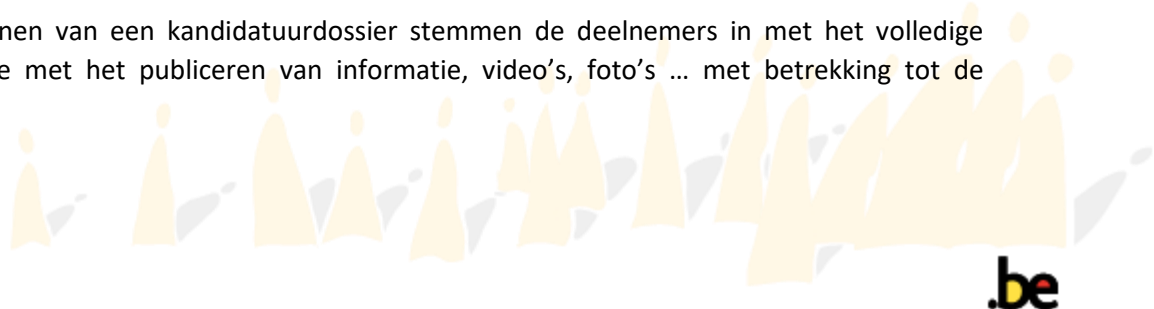 nen van een kandidatuurdossier stemmen de deelnemers in met het volledige
e met het publiceren van informatie, video’s, foto’s … met betrekking tot de
.be